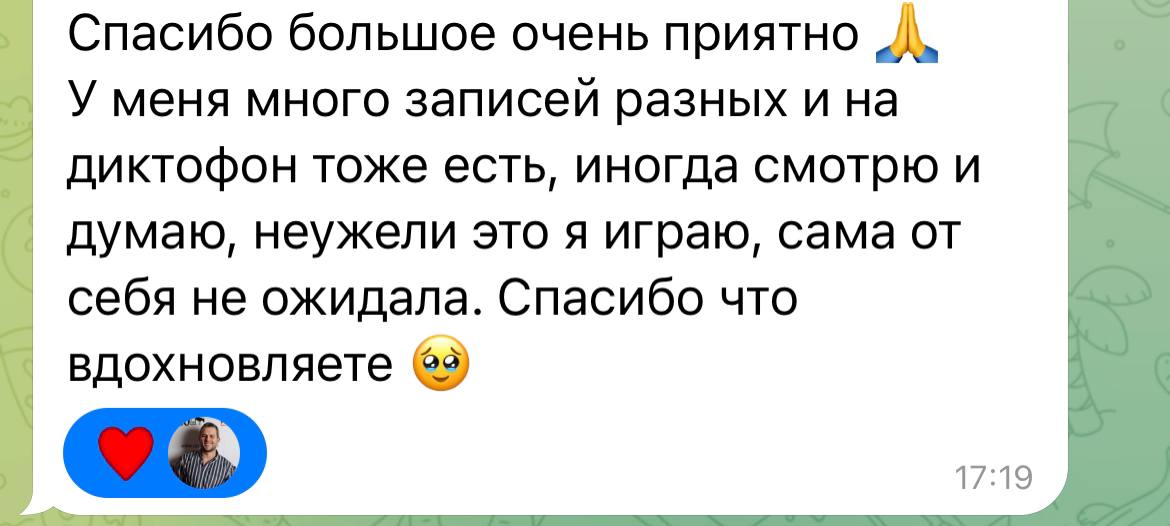 Спасибо большое очень приятно 🙏
У меня много записей разных и на
диктофон тоже есть, иногда смотрю и
думаю, неужели это я играю, сама от
себя не ожидала. Спасибо что
вдохновляете 🥹
❤️
17:19